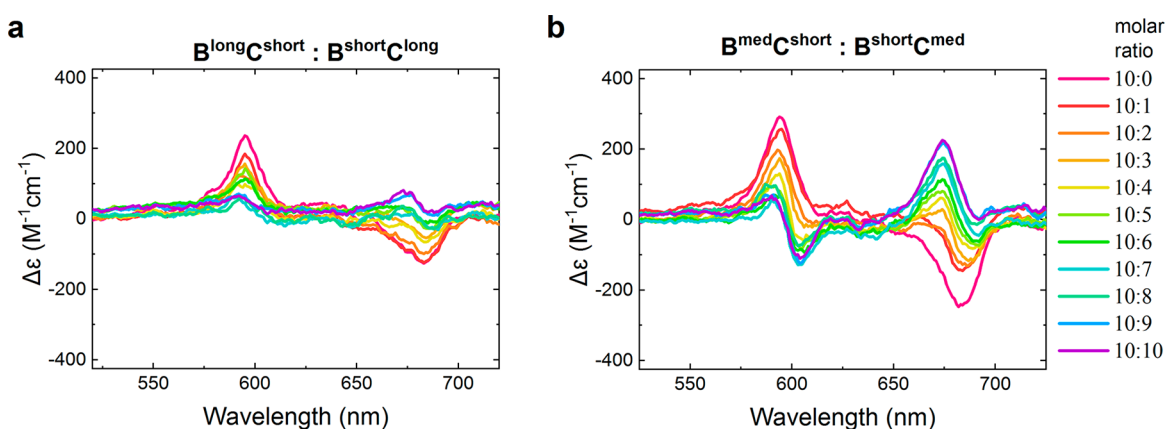 a
B^long C^short : B^short C^long
400
200
0
-200
-400
Δε (M⁻¹cm⁻¹)
550 600 650 700
Wavelength (nm)
b
B^med C^short : B^short C^med
400
200
0
-200
-400
Δε (M⁻¹cm⁻¹)
550 600 650 700
Wavelength (nm)
molar
ratio
10:0
10:1
10:2
10:3
10:4
10:5
10:6
10:7
10:8
10:9
10:10